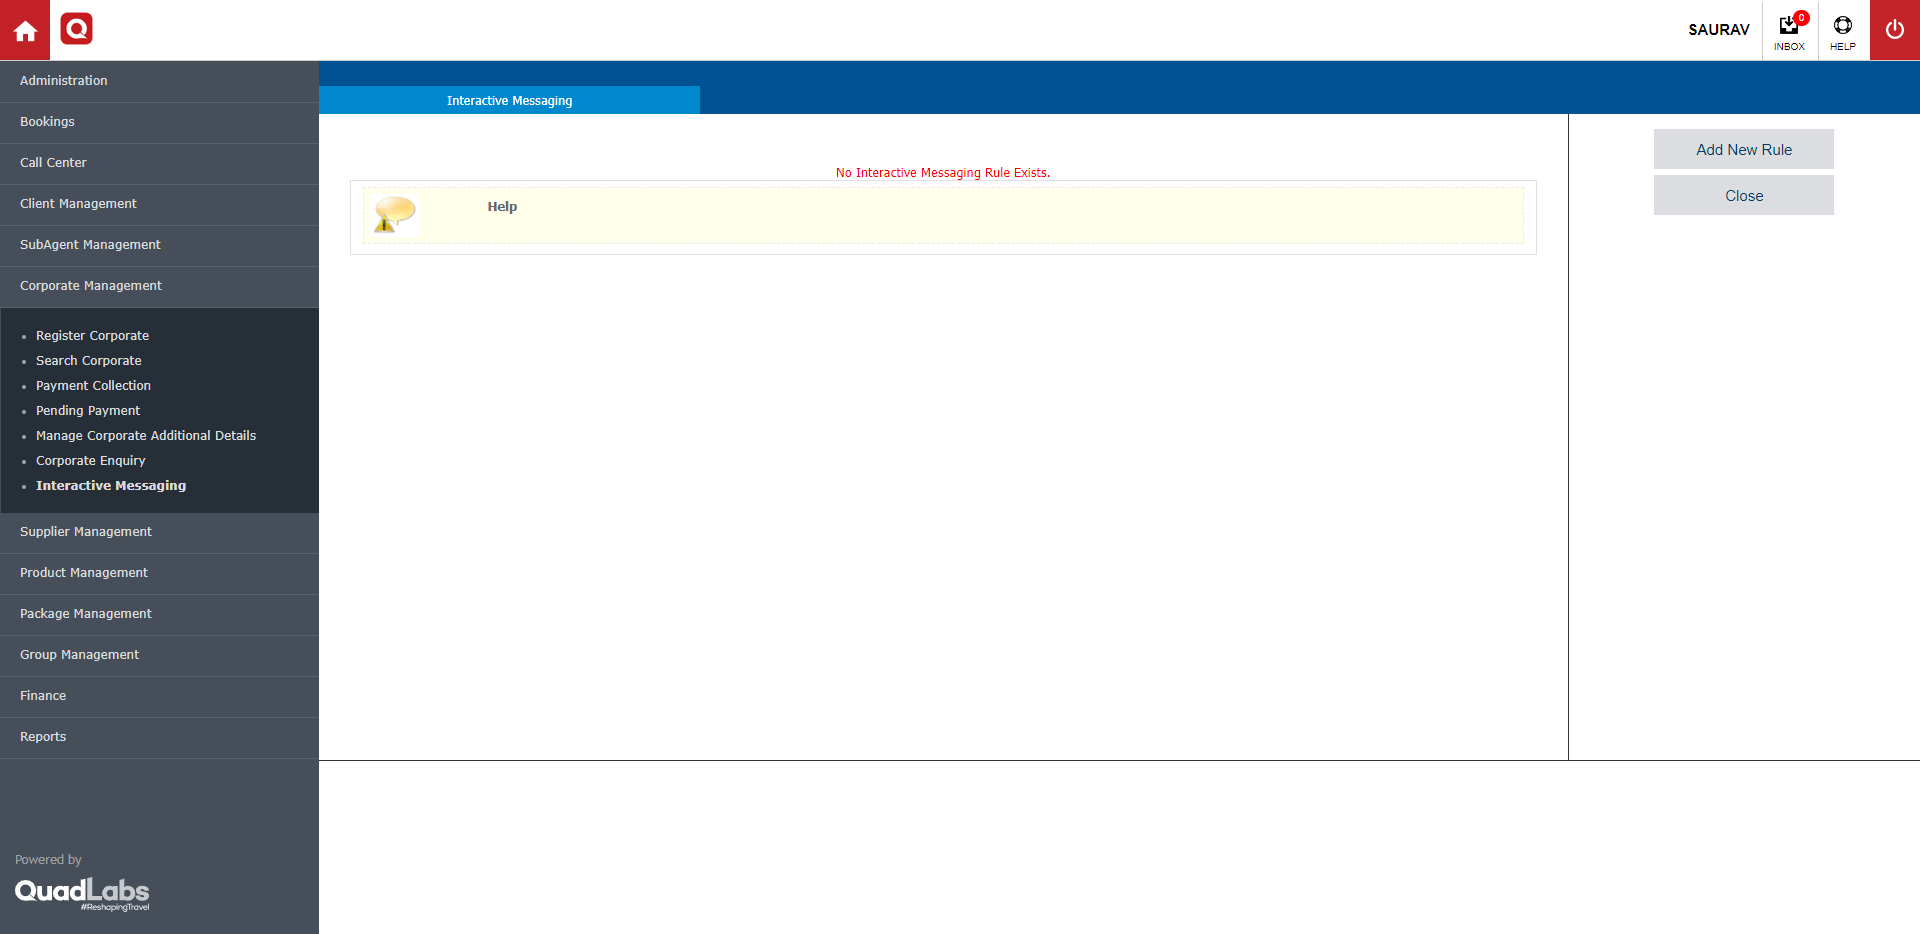 SAURAV
0
INBOX
HELP
Administration
Bookings
Call Center
Client Management
SubAgent Management
Corporate Management
Register Corporate
Search Corporate
Payment Collection
Pending Payment
Manage Corporate Additional Details
Corporate Enquiry
Interactive Messaging
Supplier Management
Product Management
Package Management
Group Management
Finance
Reports
Powered by
QuadLabs
#ReshapingTravel
Interactive Messaging
No Interactive Messaging Rule Exists.
Help
Add New Rule
Close